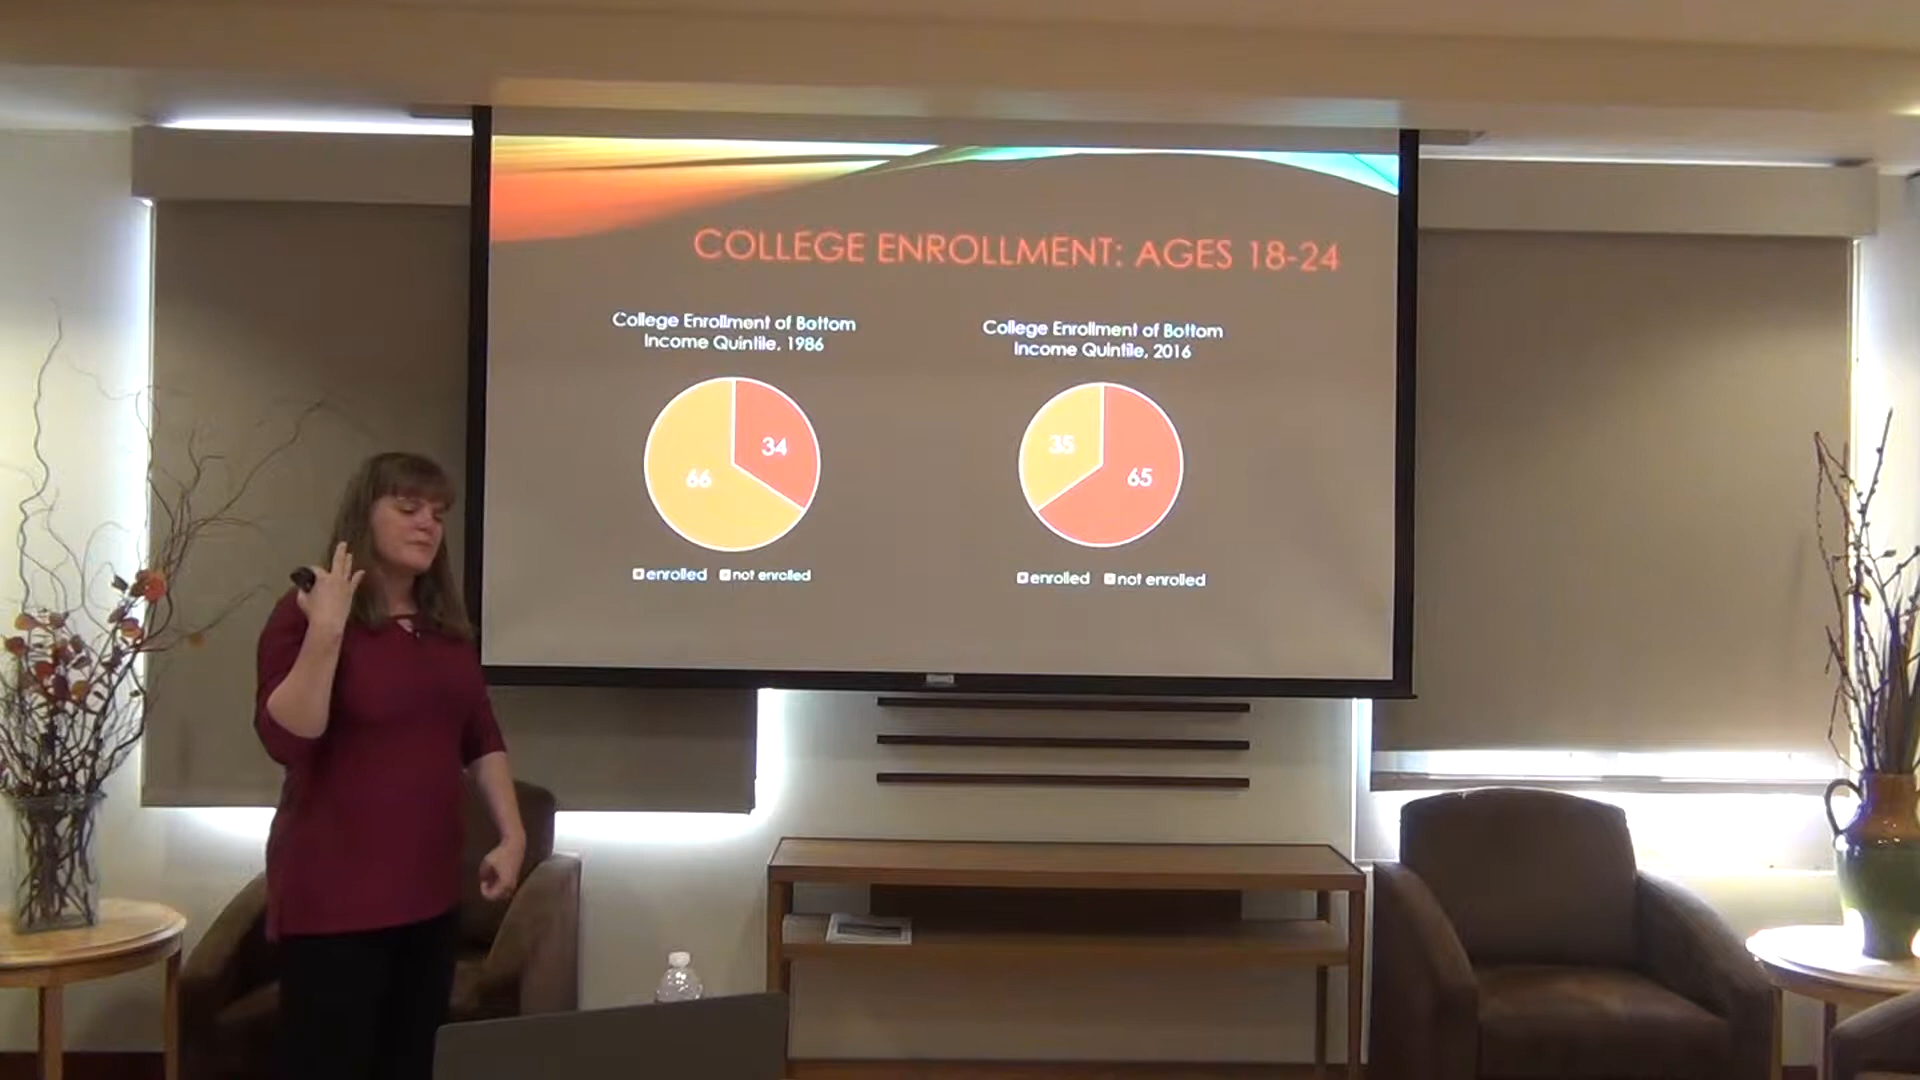 COLLEGE ENROLLMENT: AGES 18-24
College Enrollment of Bottom
Income Quintile, 1986
34
66
enrolled not enrolled
College Enrollment of Bottom
Income Quintile, 2016
35
65
enrolled not enrolled